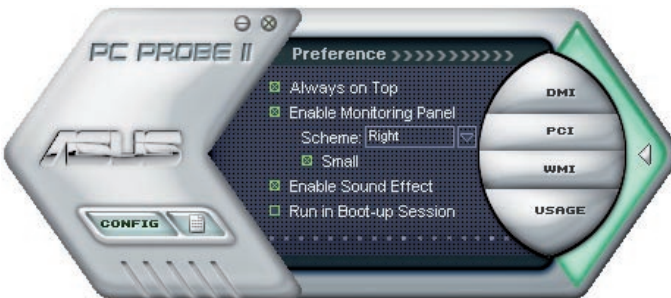 PC PROBE II
Preference
Always on Top
Enable Monitoring Panel
Scheme: Right
Small
Enable Sound Effect
Run in Boot-up Session
ASUS
CONFIG
DMI
PCI
WMI
USAGE